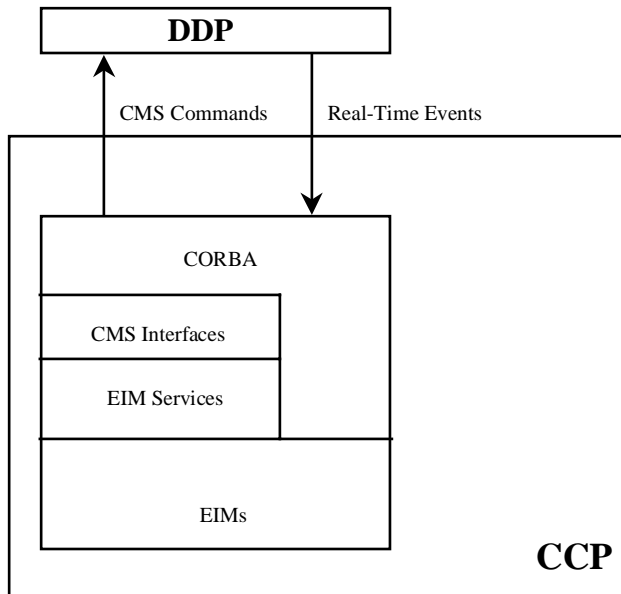 DDP
CMS Commands
Real-Time Events
CORBA
CMS Interfaces
EIM Services
EIMs
CCP